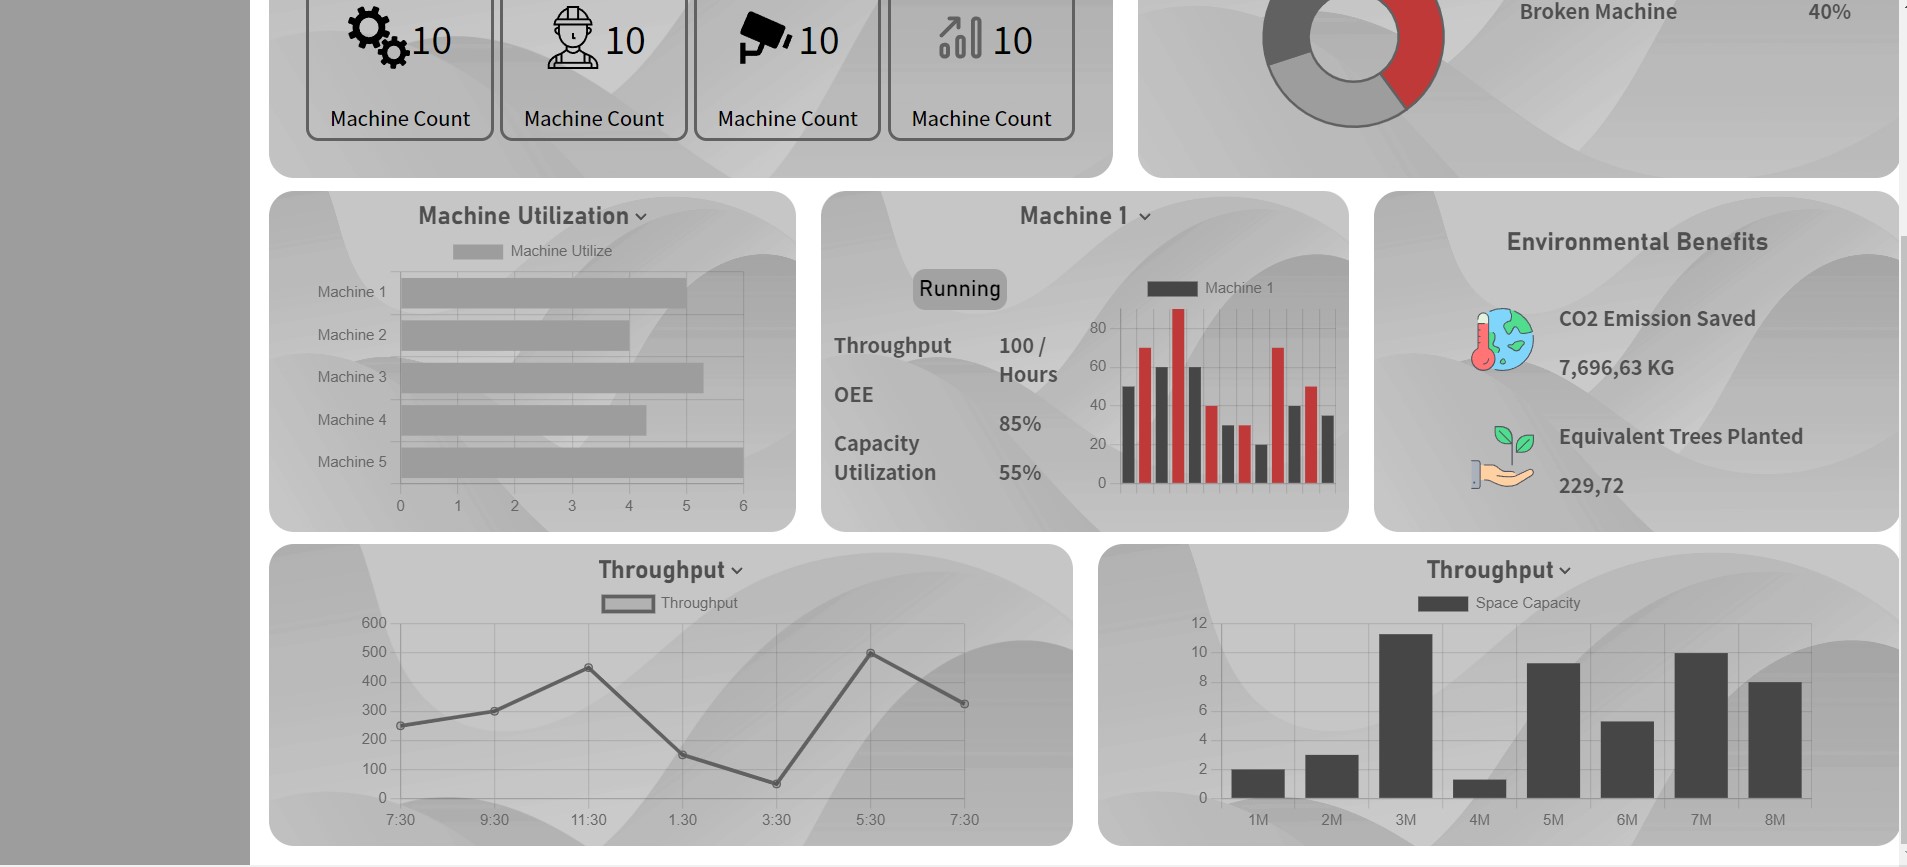 10
10
10
10
Machine Count
Machine Count
Machine Count
Machine Count
Broken Machine 40%
Machine Utilization
Machine Utilize
Machine 1
Machine 2
Machine 3
Machine 4
Machine 5
0 1 2 3 4 5 6
Machine 1
Running
Throughput
100 /
Hours
OEE
85%
Capacity
Utilization
55%
Machine 1
80
60
40
20
0
Environmental Benefits
CO2 Emission Saved
7,696,63 KG
Equivalent Trees Planted
229,72
Throughput
Throughput
600
500
400
300
200
100
0
7:30 9:30 11:30 1:30 3:30 5:30 7:30
Throughput
Space Capacity
12
10
8
6
4
2
0
1M 2M 3M 4M 5M 6M 7M 8M